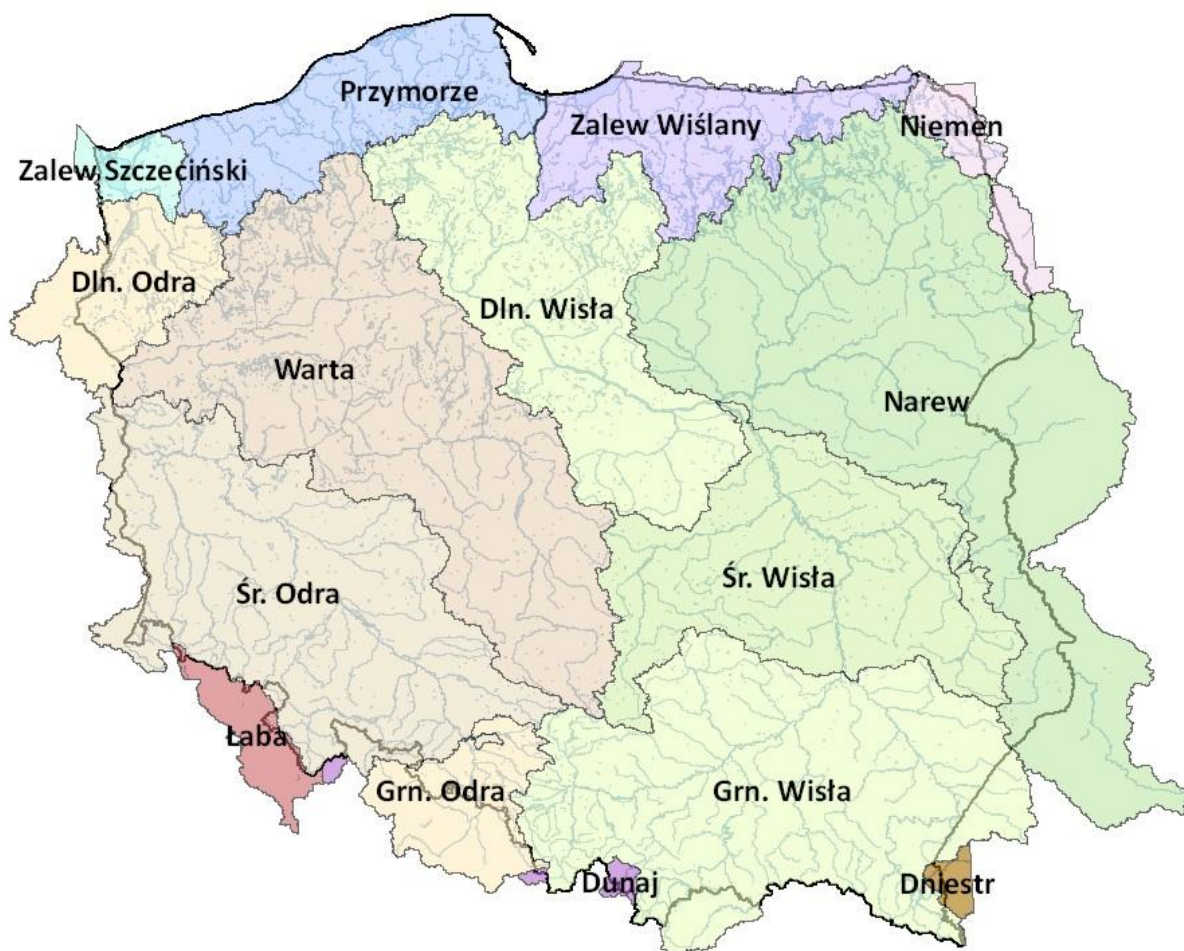 Przymorze
Zalew Wiślany
Niemen
Zalew Szczeciński
Dln. Odra
Dln. Wisła
Warta
Narew
Śr. Odra
Śr. Wisła
Łaba
Grn. Odra
Grn. Wisła
Dunaj
Dniestr